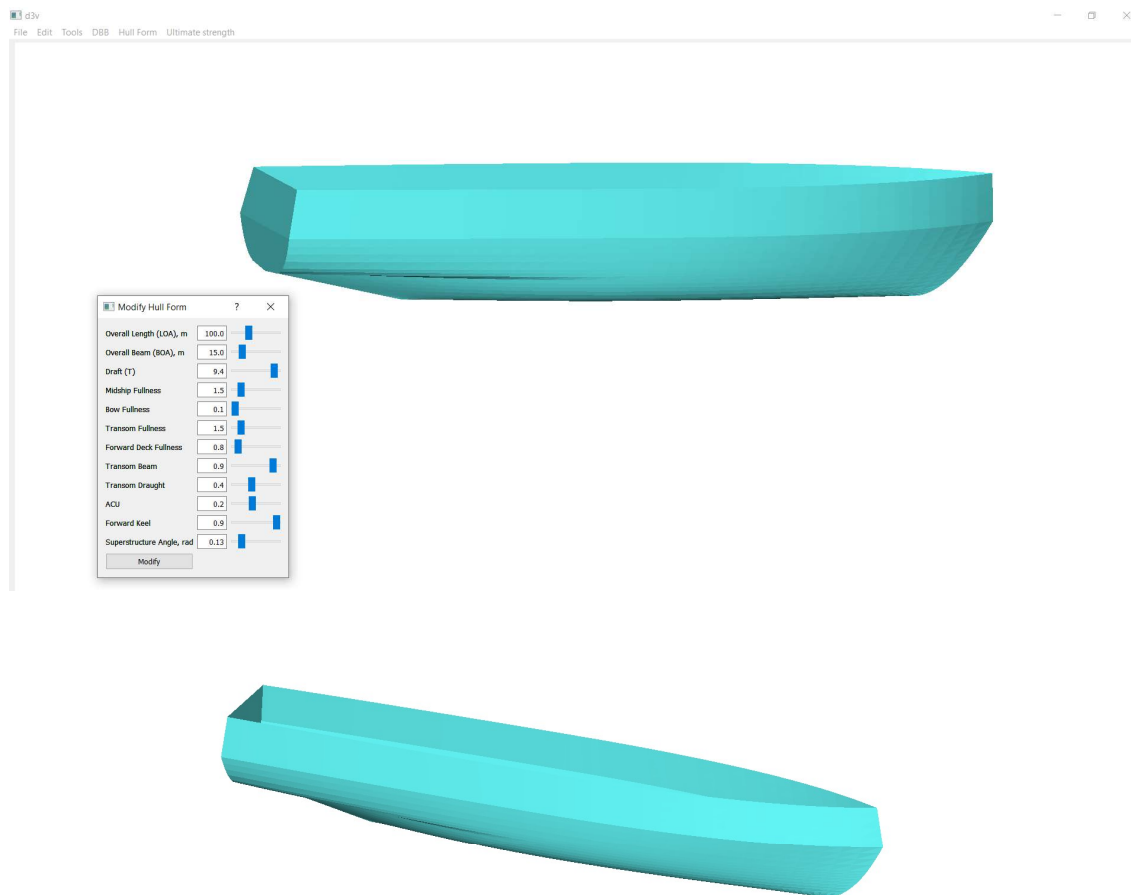 d3v
File Edit Tools DBB Hull Form Ultimate strength
Modify Hull Form ?
Overall Length (LOA), m 100.0
Overall Beam (BOA), m 15.0
Draft (T) 9.4
Midship Fullness 1.5
Bow Fullness 0.1
Transom Fullness 1.5
Forward Deck Fullness 0.8
Transom Beam 0.9
Transom Draught 0.4
ACU 0.2
Forward Keel 0.9
Superstructure Angle, rad 0.13
Modify